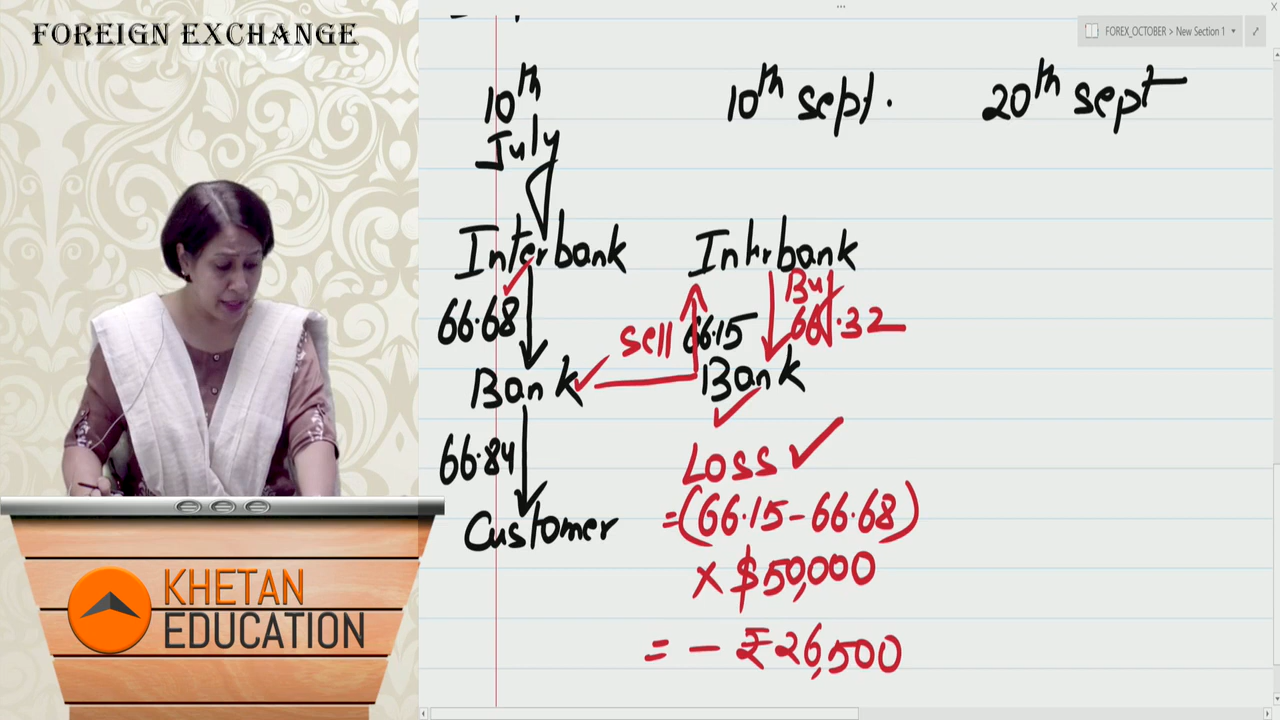 FOREIGN EXCHANGE
FOREX_OCTOBER > New Section 1
10th July
10th sept.
20th sept
Interbank
66.68
Bank
66.84
Customer
Interbank
Buy
66.32
sell
66.15
Bank
Loss
=(66.15-66.68)
x $50,000
= - ₹26,500
KHETAN
EDUCATION